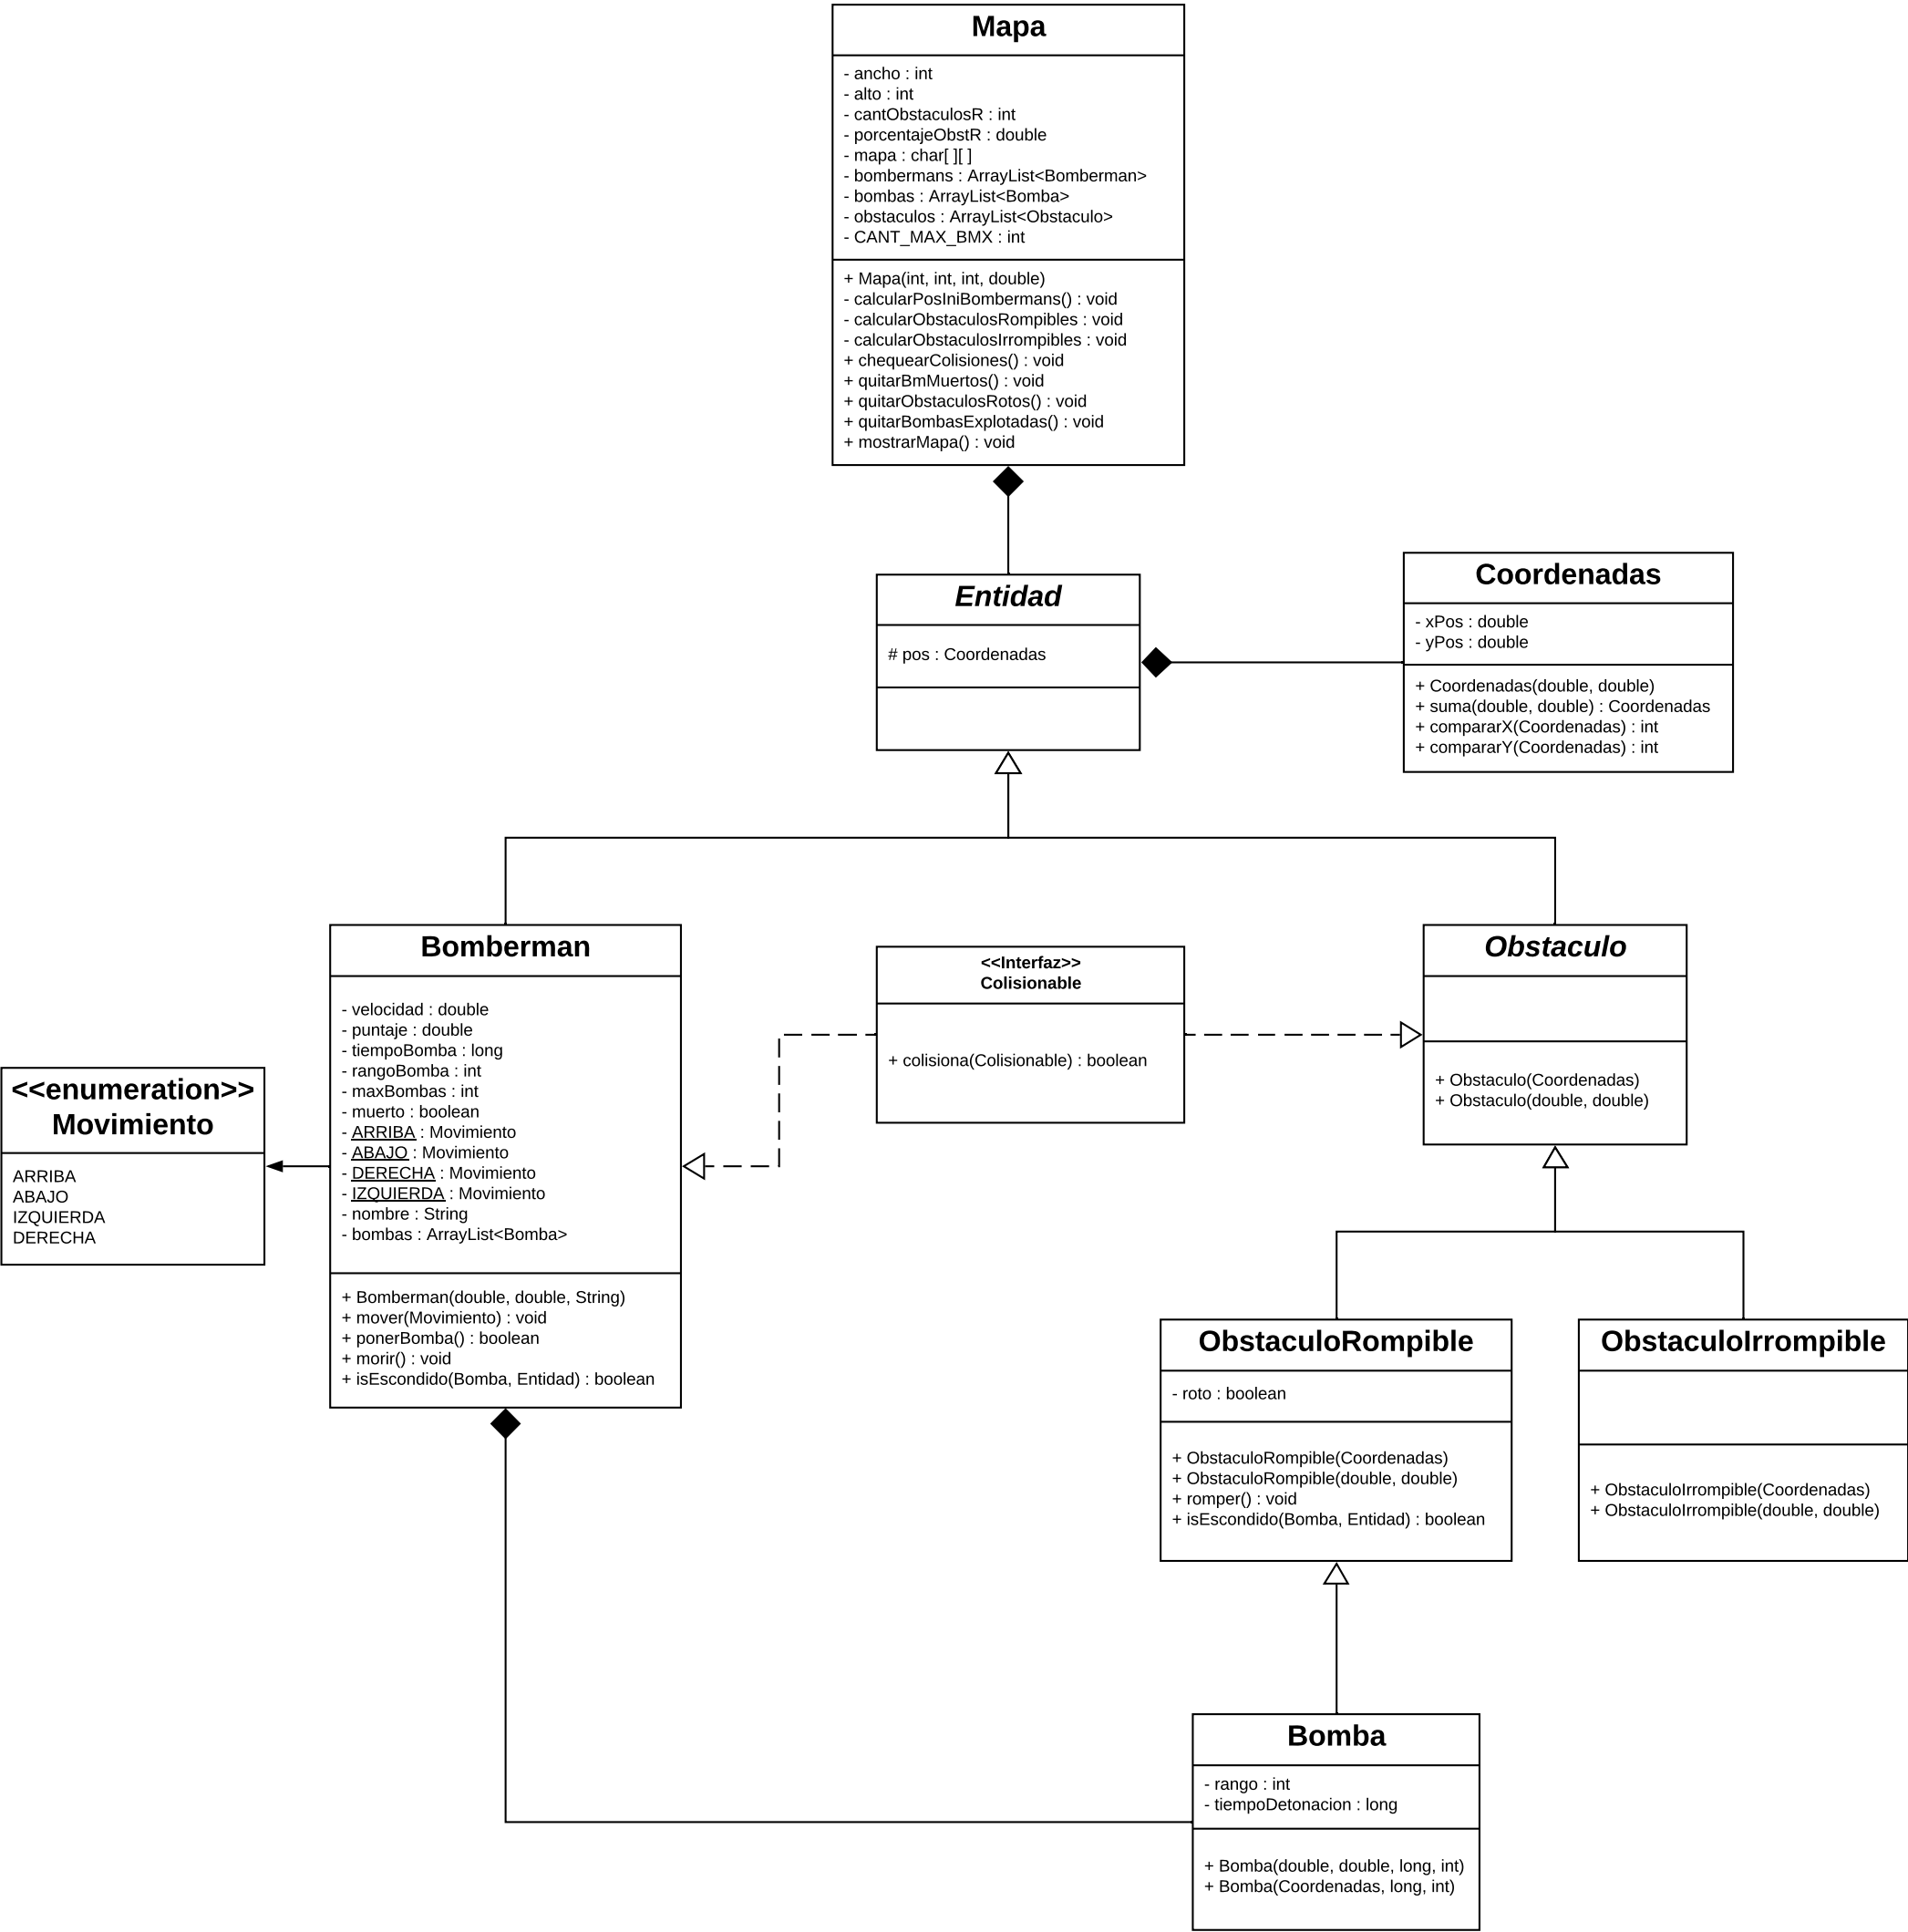 Mapa
- ancho : int
- alto : int
- cantObstaculosR : int
- porcentajeObstR : double
- mapa : char[ ][ ]
- bombermans : ArrayList<Bomberman>
- bombas : ArrayList<Bomba>
- obstaculos : ArrayList<Obstaculo>
- CANT_MAX_BMX : int
+ Mapa(int, int, int, double)
- calcularPosIniBombermans() : void
- calcularObstaculosRompibles : void
- calcularObstaculosIrrompibles : void
+ chequearColisiones() : void
+ quitarBmMuertos() : void
+ quitarObstaculosRotos() : void
+ quitarBombasExplotadas() : void
+ mostrarMapa() : void
Entidad
# pos : Coordenadas
Coordenadas
- xPos : double
- yPos : double
+ Coordenadas(double, double)
+ suma(double, double) : Coordenadas
+ compararX(Coordenadas) : int
+ compararY(Coordenadas) : int
<<enumeration>>
Movimiento
ARRIBA
ABAJO
IZQUIERDA
DERECHA
Bomberman
- velocidad : double
- puntaje : double
- tiempoBomba : long
- rangoBomba : int
- maxBombas : int
- muerto : boolean
- ARRIBA : Movimiento
- ABAJO : Movimiento
- DERECHA : Movimiento
- IZQUIERDA : Movimiento
- nombre : String
- bombas : ArrayList<Bomba>
+ Bomberman(double, double, String)
+ mover(Movimiento) : void
+ ponerBomba() : boolean
+ morir() : void
+ isEscondido(Bomba, Entidad) : boolean
<<Interfaz>>
Colisionable
+ colisiona(Colisionable) : boolean
Obstaculo
+ Obstaculo(Coordenadas)
+ Obstaculo(double, double)
ObstaculoRompible
- roto : boolean
+ ObstaculoRompible(Coordenadas)
+ ObstaculoRompible(double, double)
+ romper() : void
+ isEscondido(Bomba, Entidad) : boolean
ObstaculoIrrompible
+ ObstaculoIrrompible(Coordenadas)
+ ObstaculoIrrompible(double, double)
Bomba
- rango : int
- tiempoDetonacion : long
+ Bomba(double, double, long, int)
+ Bomba(Coordenadas, long, int)